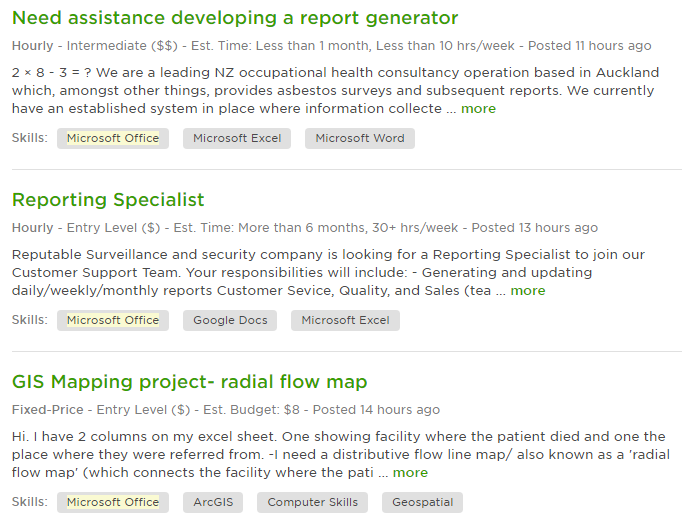 Need assistance developing a report generator
Hourly - Intermediate ($$) - Est. Time: Less than 1 month, Less than 10 hrs/week - Posted 11 hours ago
2 × 8 - 3 = ? We are a leading NZ occupational health consultancy operation based in Auckland
which, amongst other things, provides asbestos surveys and subsequent reports. We currently
have an established system in place where information collecte ... more
Skills: Microsoft Office Microsoft Excel Microsoft Word
Reporting Specialist
Hourly - Entry Level ($) - Est. Time: More than 6 months, 30+ hrs/week - Posted 13 hours ago
Reputable Surveillance and security company is looking for a Reporting Specialist to join our
Customer Support Team. Your responsibilities will include: - Generating and updating
daily/weekly/monthly reports Customer Sevice, Quality, and Sales (tea ... more
Skills: Microsoft Office Google Docs Microsoft Excel
GIS Mapping project- radial flow map
Fixed-Price - Entry Level ($) - Est. Budget: $8 - Posted 14 hours ago
Hi. I have 2 columns on my excel sheet. One showing facility where the patient died and one the
place where they were referred from. -I need a distributive flow line map/ also known as a 'radial
flow map' (which connects the facility where the pati ... more
Skills: Microsoft Office ArcGIS Computer Skills Geospatial